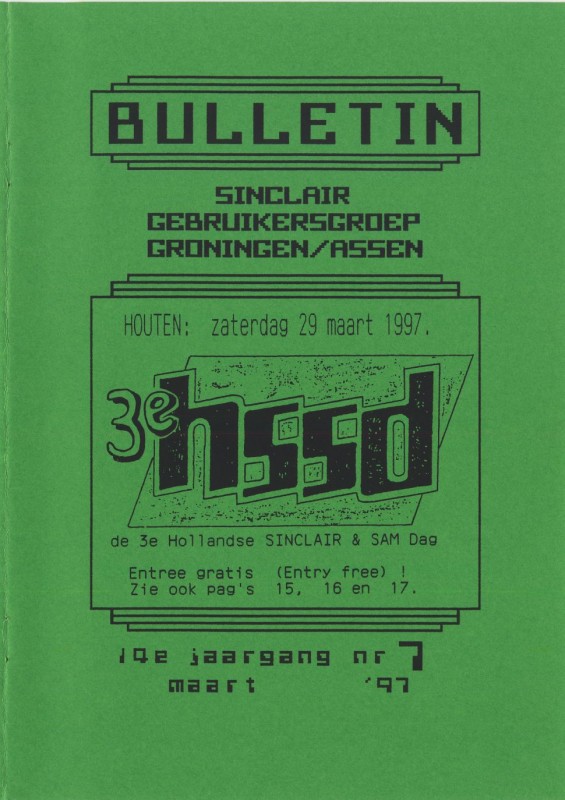 BULLETIN
SINCLAIR
GEBRUIKERSGROEP
GRONINGEN/ASSEN
HOUTEN: zaterdag 29 maart 1997.
3e hssd
de 3e Hollandse SINCLAIR & SAM Dag
Entree gratis (Entry free) !
Zie ook pag's 15, 16 en 17.
14e jaargang nr 7
maart '97